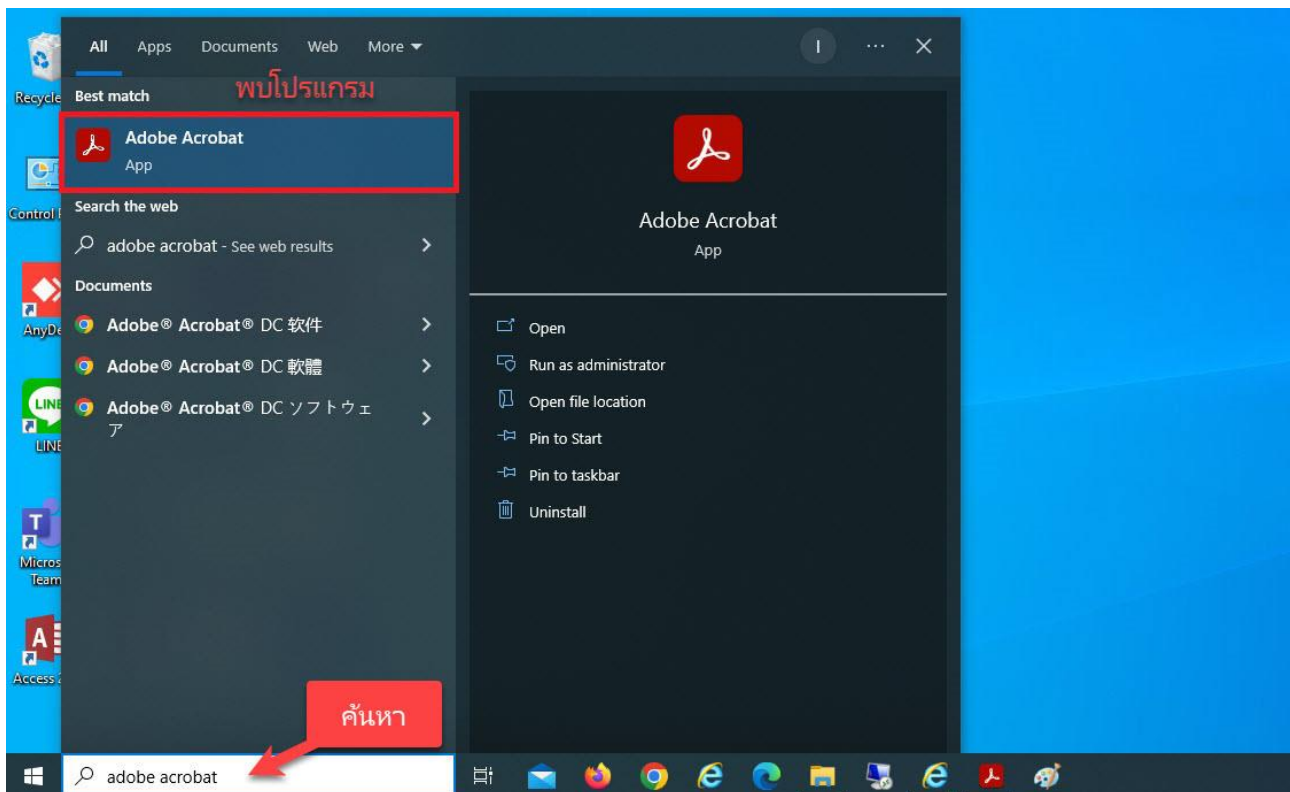 All Apps Documents Web More
I
Recycle
Best match
พบโปรแกรม
Adobe Acrobat
App
Control
Search the web
adobe acrobat - See web results
Documents
Adobe® Acrobat® DC 软件
Adobe® Acrobat® DC 軟體
Adobe® Acrobat® DC ソフトウェ
ア
AnyDe
LINE
LINE
Micros
Team
Access
Adobe Acrobat
App
Open
Run as administrator
Open file location
Pin to Start
Pin to taskbar
Uninstall
ค้นหา
adobe acrobat